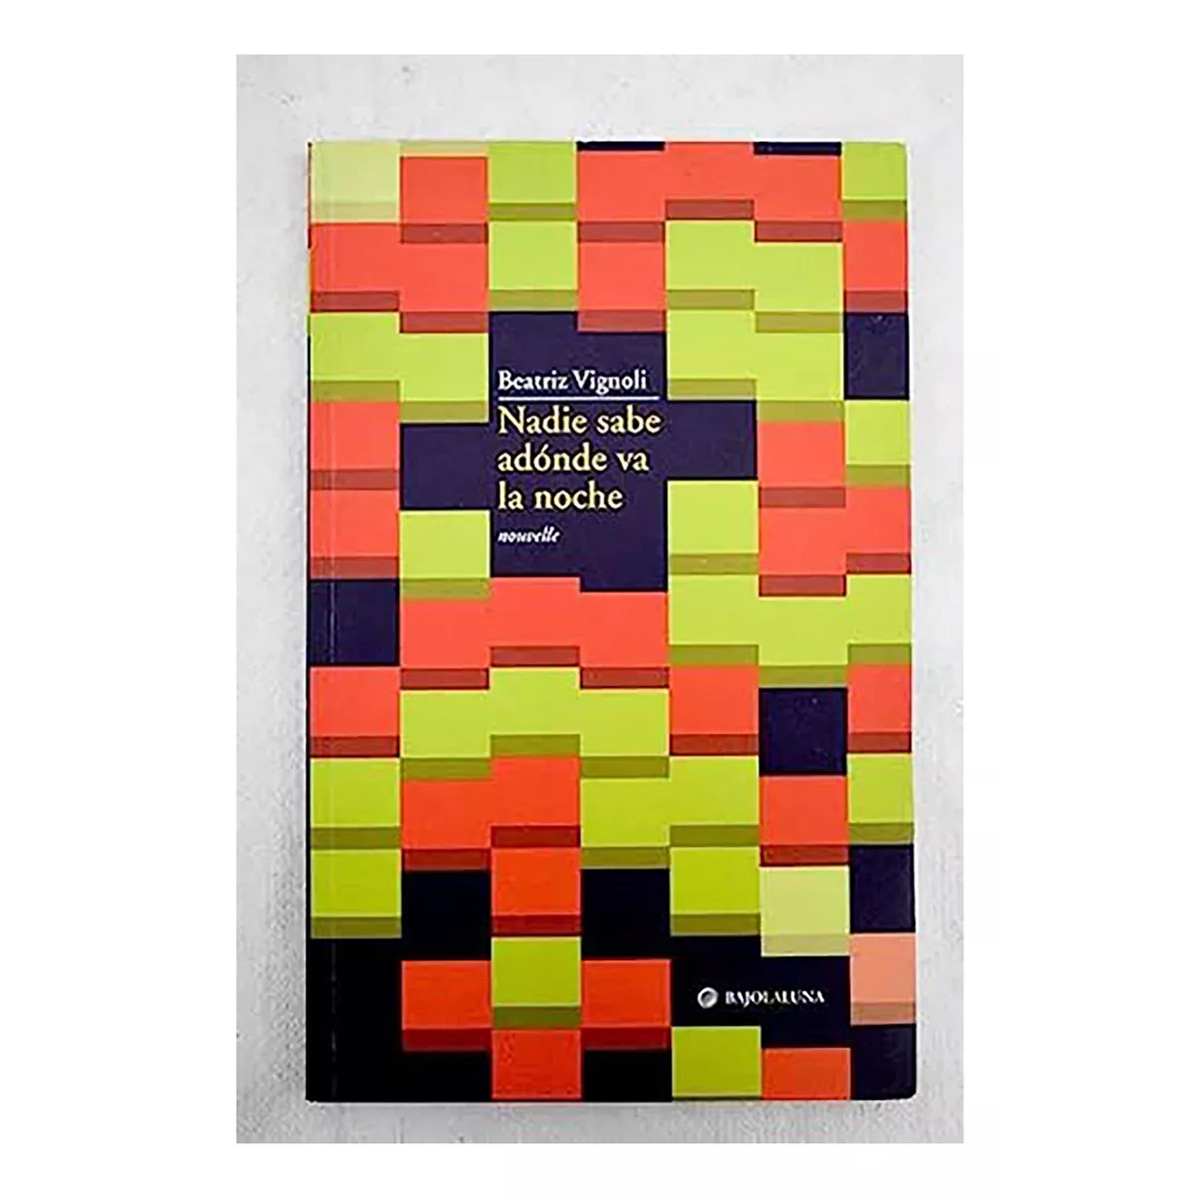 Beatriz Vignoli
Nadie sabe
adónde va
la noche
nouvelle
BAJOLALUNA